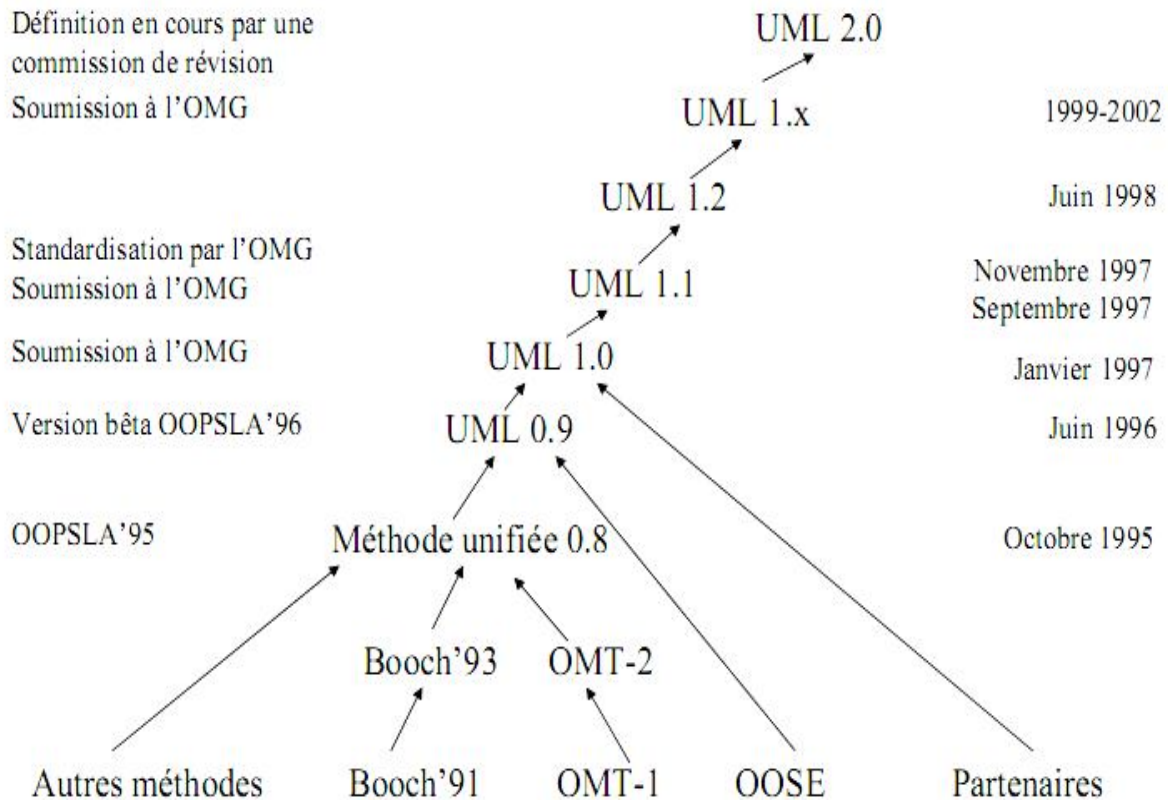 Définition en cours par une
commission de révision
UML 2.0
Soumission à l'OMG
UML 1.x
1999-2002
UML 1.2
Juin 1998
Standardisation par l'OMG
Soumission à l'OMG
UML 1.1
Novembre 1997
Septembre 1997
Soumission à l'OMG
UML 1.0
Janvier 1997
Version bêta OOPSLA'96
UML 0.9
Juin 1996
OOPSLA'95
Méthode unifiée 0.8
Octobre 1995
Booch'93
OMT-2
Autres méthodes
Booch'91
OMT-1
OOSE
Partenaires